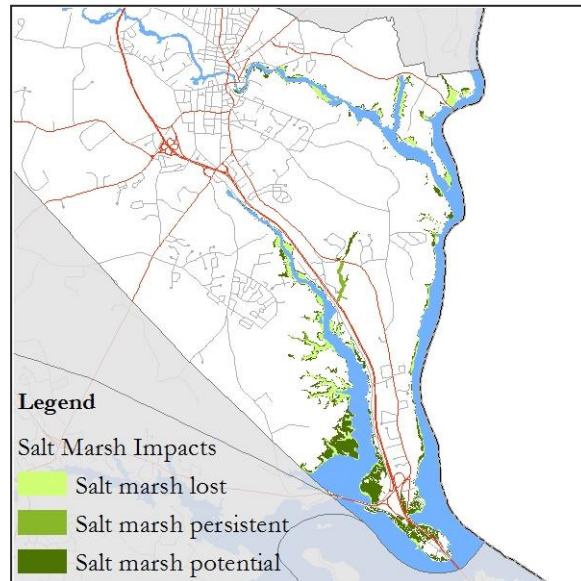 Legend
Salt Marsh Impacts
Salt marsh lost
Salt marsh persistent
Salt marsh potential